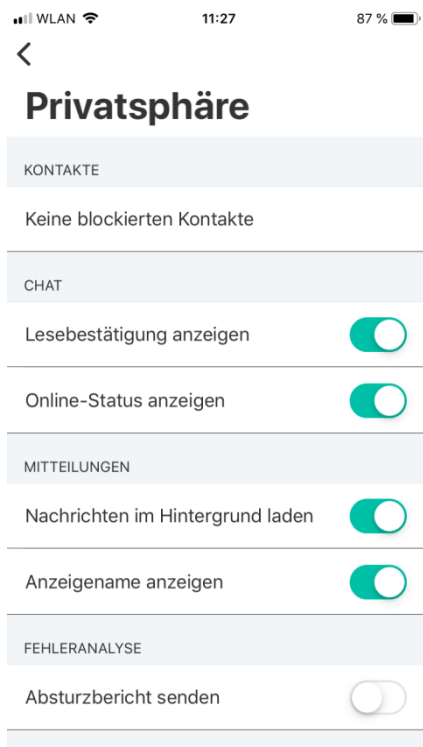 WLAN 11:27 87 %
Privatsphäre
KONTAKTE
Keine blockierten Kontakte
CHAT
Lesebestätigung anzeigen
Online-Status anzeigen
MITTEILUNGEN
Nachrichten im Hintergrund laden
Anzeigename anzeigen
FEHLERANALYSE
Absturzbericht senden